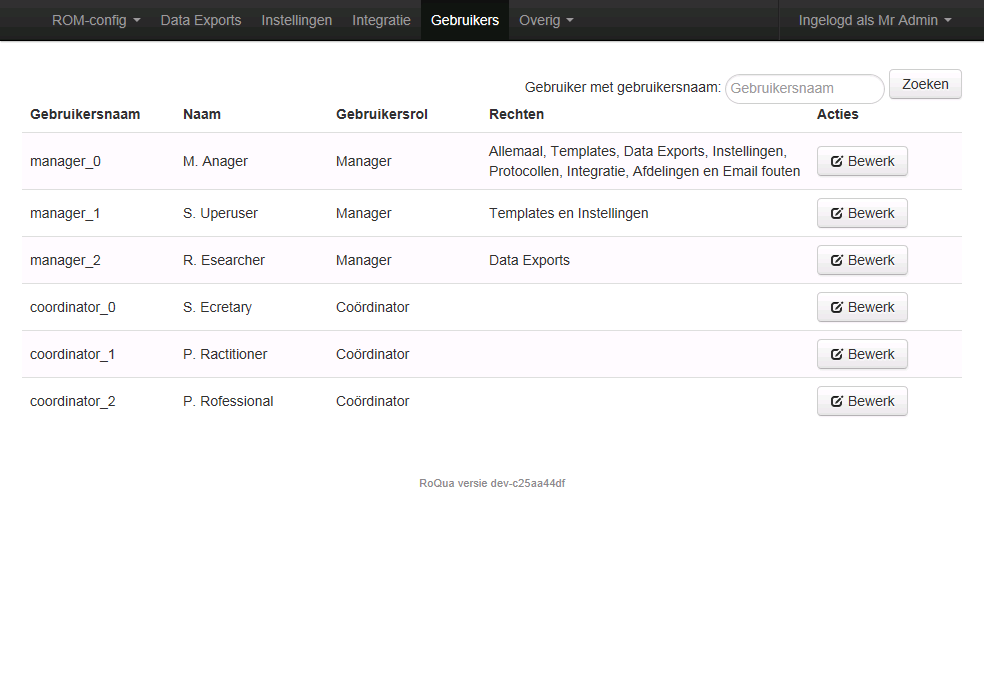 ROM-config Data Exports Instellingen Integratie Gebruikers Overig Ingelogd als Mr Admin
Gebruiker met gebruikersnaam: Gebruikersnaam Zoeken
Gebruikersnaam Naam Gebruikersrol Rechten Acties
manager_0 M. Anager Manager Allemaal, Templates, Data Exports, Instellingen,
Protocollen, Integratie, Afdelingen en Email fouten Bewerk
manager_1 S. Uperuser Manager Templates en Instellingen Bewerk
manager_2 R. Esearcher Manager Data Exports Bewerk
coordinator_0 S. Ecretary Coördinator Bewerk
coordinator_1 P. Ractitioner Coördinator Bewerk
coordinator_2 P. Rofessional Coördinator Bewerk
RoQua versie dev-c25aa44df